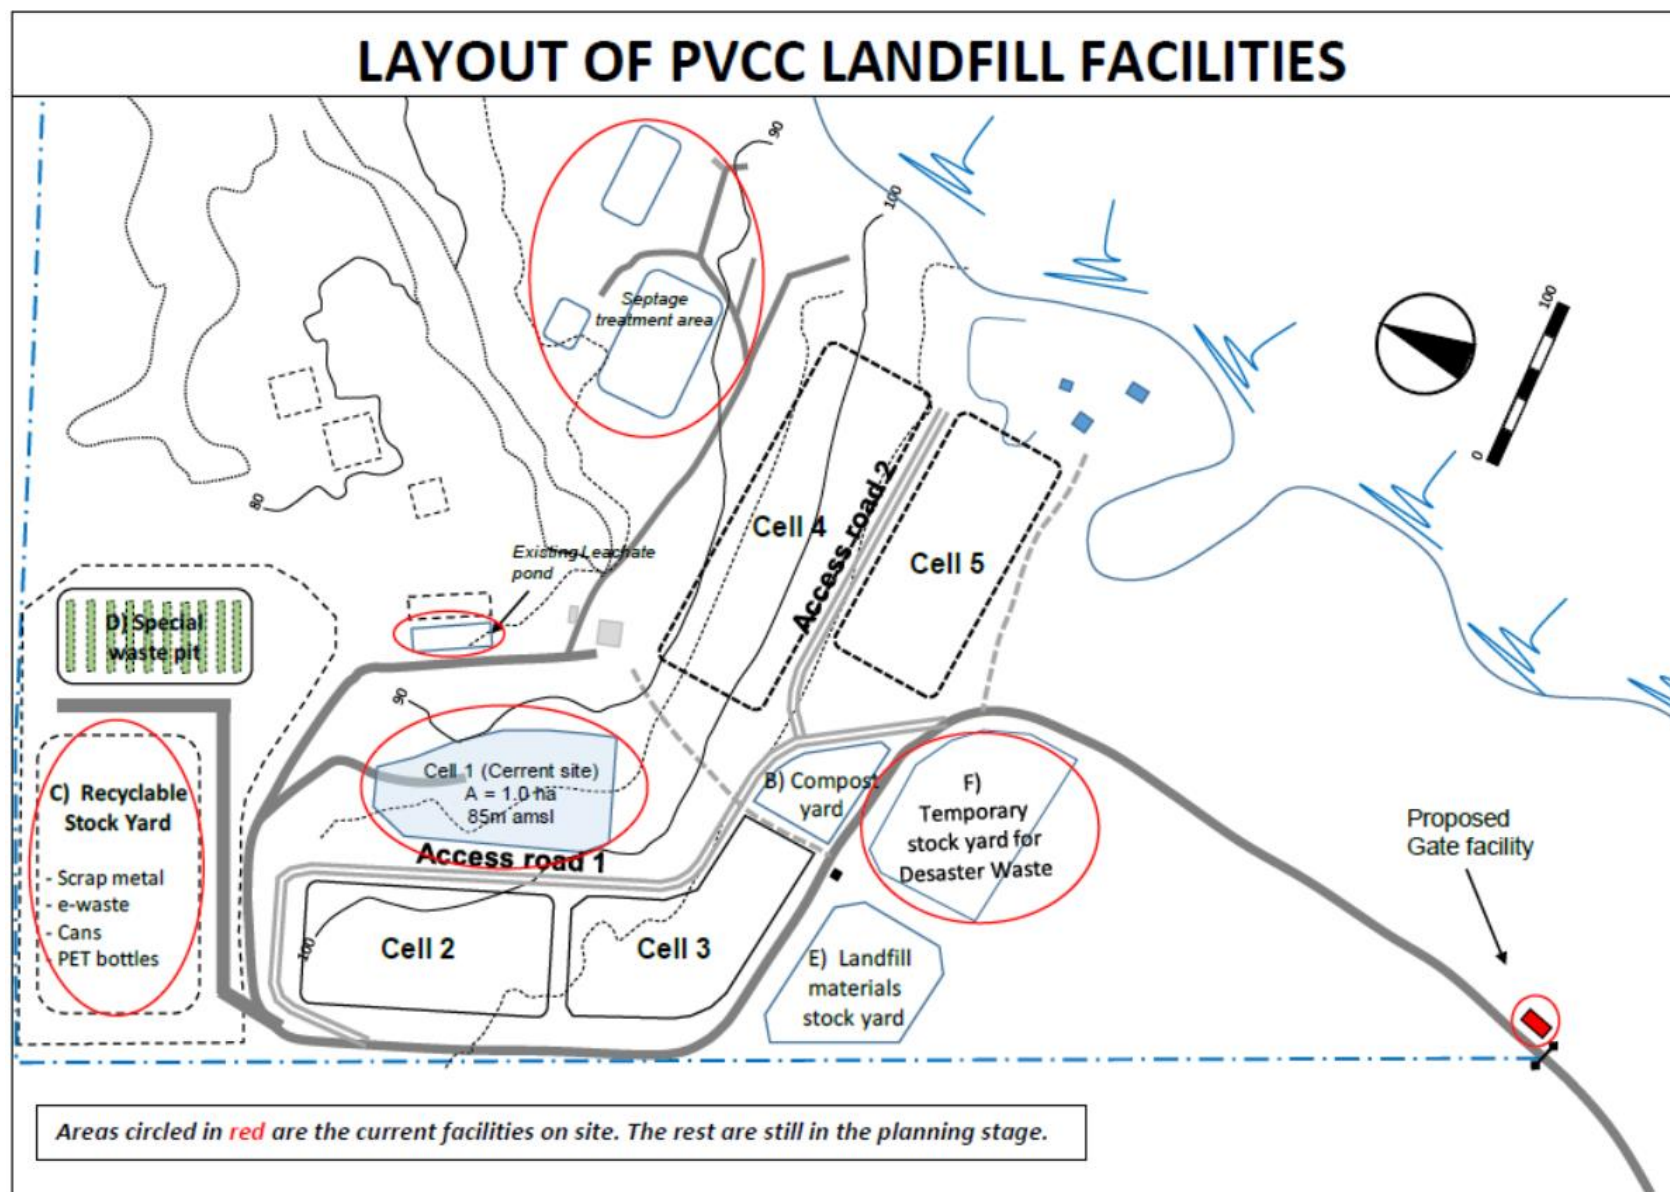 LAYOUT OF PVCC LANDFILL FACILITIES
90
100
100
0
Septage
treatment area
80
Cell 4
Access road 2
Cell 5
Existing Leachate
pond
D) Special
waste pit
90
Cell 1 (Cerrent site)
A = 1.0 ha
85m amsl
Access road 1
B) Compost
yard
F)
Temporary
stock yard for
Desaster Waste
C) Recyclable
Stock Yard
- Scrap metal
- e-waste
- Cans
- PET bottles
100
Cell 2
Cell 3
E) Landfill
materials
stock yard
Proposed
Gate facility
Areas circled in red are the current facilities on site. The rest are still in the planning stage.